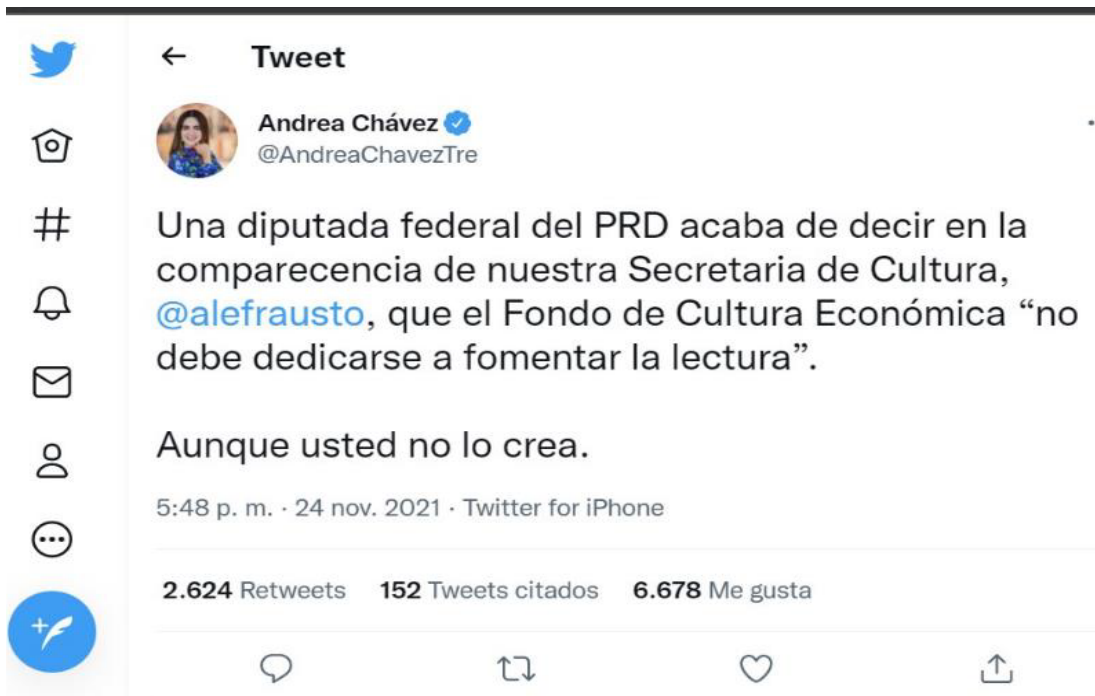 Tweet
Andrea Chávez
@AndreaChavezTre
Una diputada federal del PRD acaba de decir en la
comparecencia de nuestra Secretaria de Cultura,
@alefrausto, que el Fondo de Cultura Económica “no
debe dedicarse a fomentar la lectura”.
Aunque usted no lo crea.
5:48 p. m. · 24 nov. 2021 · Twitter for iPhone
2.624 Retweets 152 Tweets citados 6.678 Me gusta